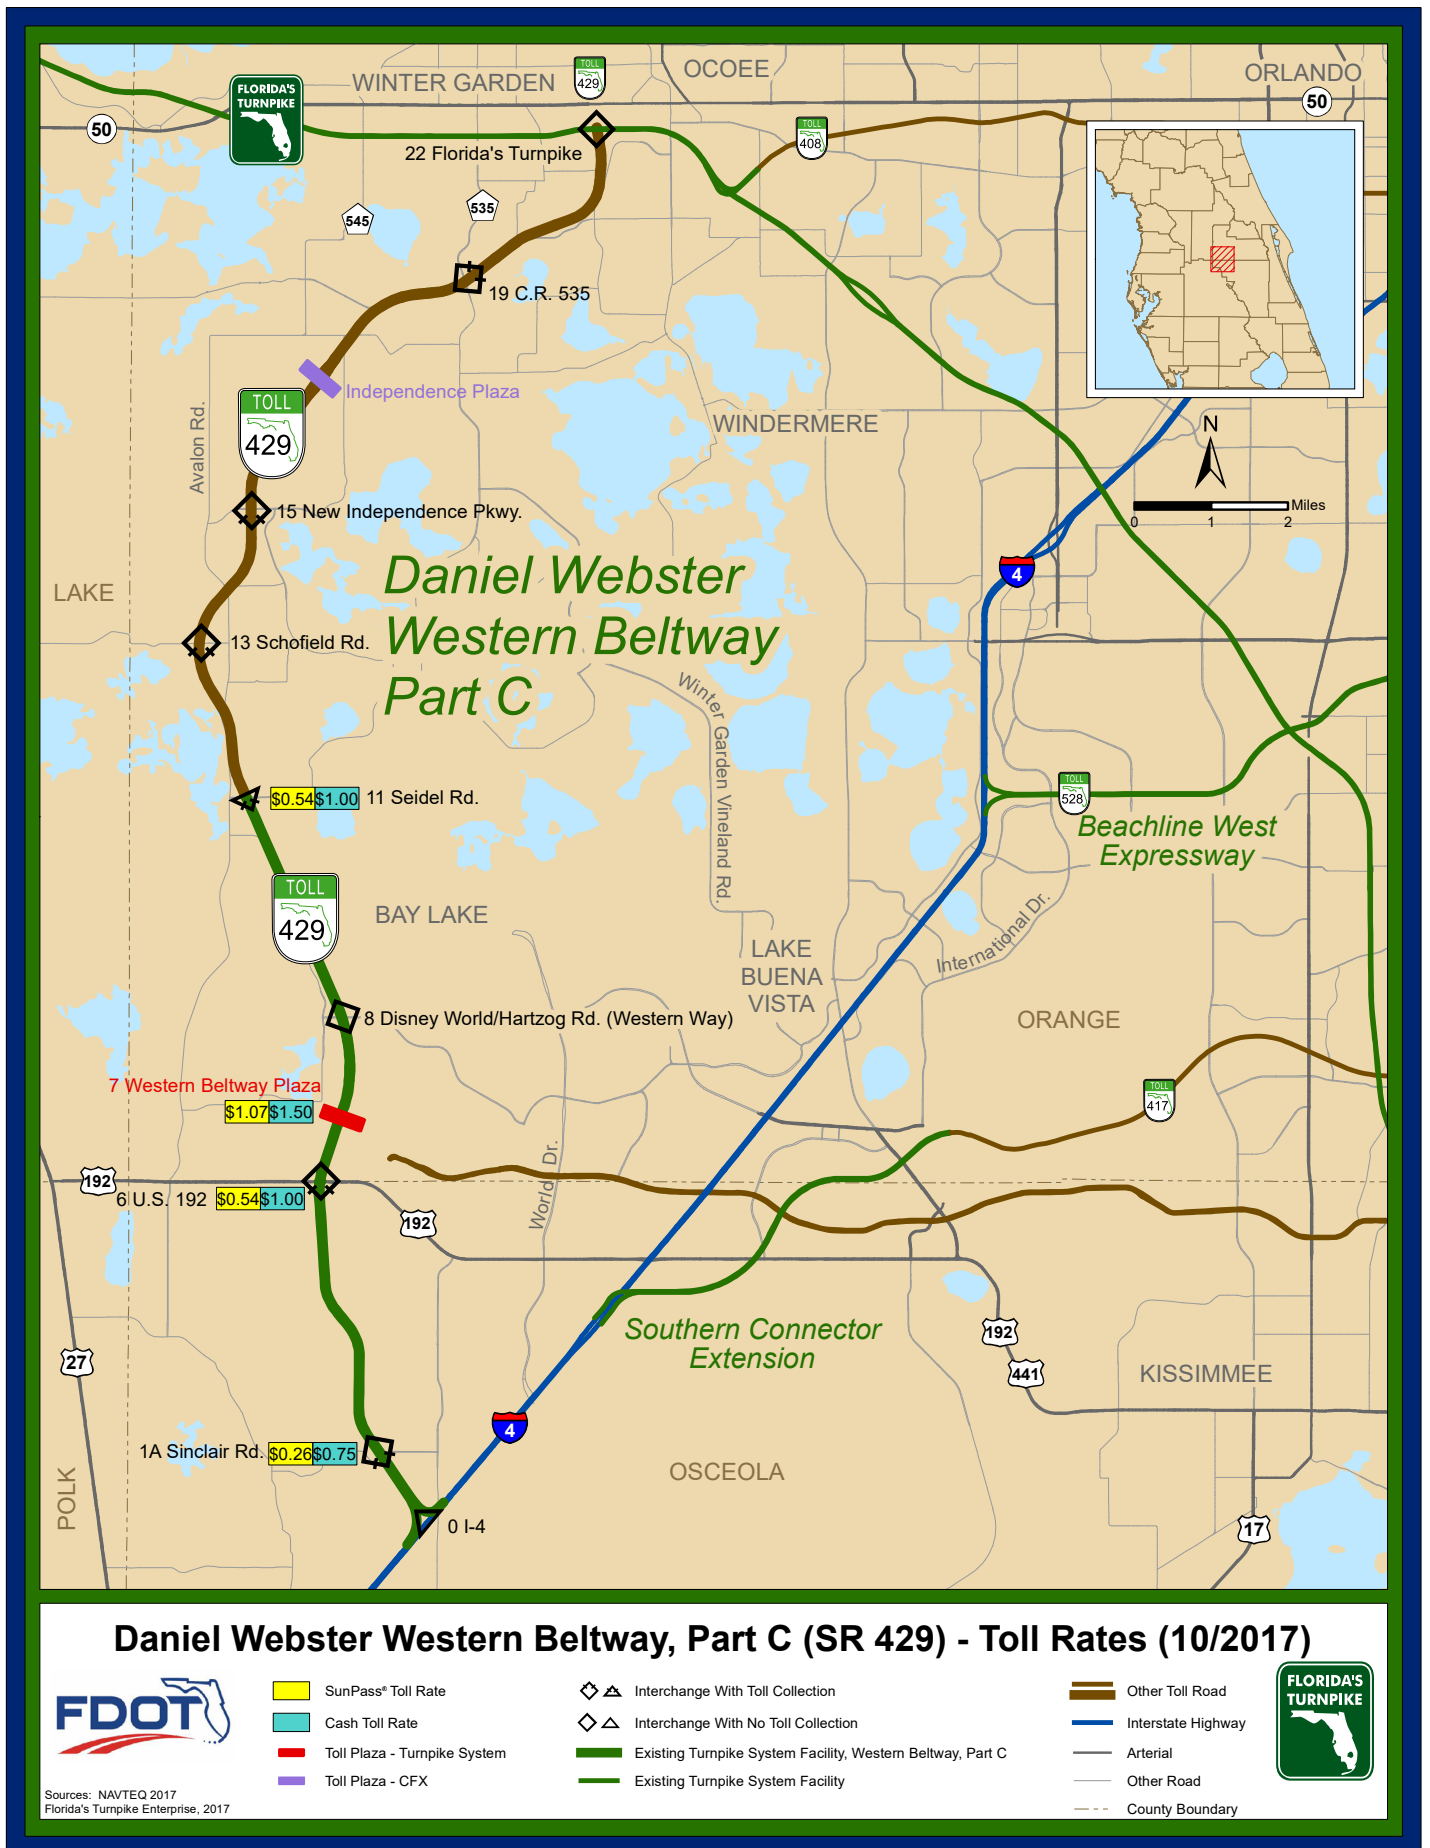 WINTER GARDEN
TOLL
429
OCOEE
ORLANDO
FLORIDA'S
TURNPIKE
50
50
TOLL
408
22 Florida's Turnpike
545
535
19 C.R. 535
Independence Plaza
TOLL
429
Avalon Rd.
WINDERMERE
N
Miles
0
1
2
15 New Independence Pkwy.
4
Daniel Webster
Western Beltway
Part C
LAKE
13 Schofield Rd.
Winter Garden Vineland Rd.
$0.54
$1.00
11 Seidel Rd.
TOLL
528
Beachline West
Expressway
TOLL
429
BAY LAKE
LAKE
BUENA
VISTA
International Dr.
8 Disney World/Hartzog Rd. (Western Way)
ORANGE
7 Western Beltway Plaza
$1.07
$1.50
TOLL
417
192
6 U.S. 192
$0.54
$1.00
192
World Dr.
Southern Connector
Extension
192
441
27
KISSIMMEE
4
1A Sinclair Rd.
$0.26
$0.75
OSCEOLA
POLK
0 I-4
17
Daniel Webster Western Beltway, Part C (SR 429) - Toll Rates (10/2017)
FDOT
SunPass® Toll Rate
Cash Toll Rate
Toll Plaza - Turnpike System
Toll Plaza - CFX
Interchange With Toll Collection
Interchange With No Toll Collection
Existing Turnpike System Facility, Western Beltway, Part C
Existing Turnpike System Facility
Other Toll Road
Interstate Highway
Arterial
Other Road
County Boundary
FLORIDA'S
TURNPIKE
Sources: NAVTEQ 2017
Florida's Turnpike Enterprise, 2017